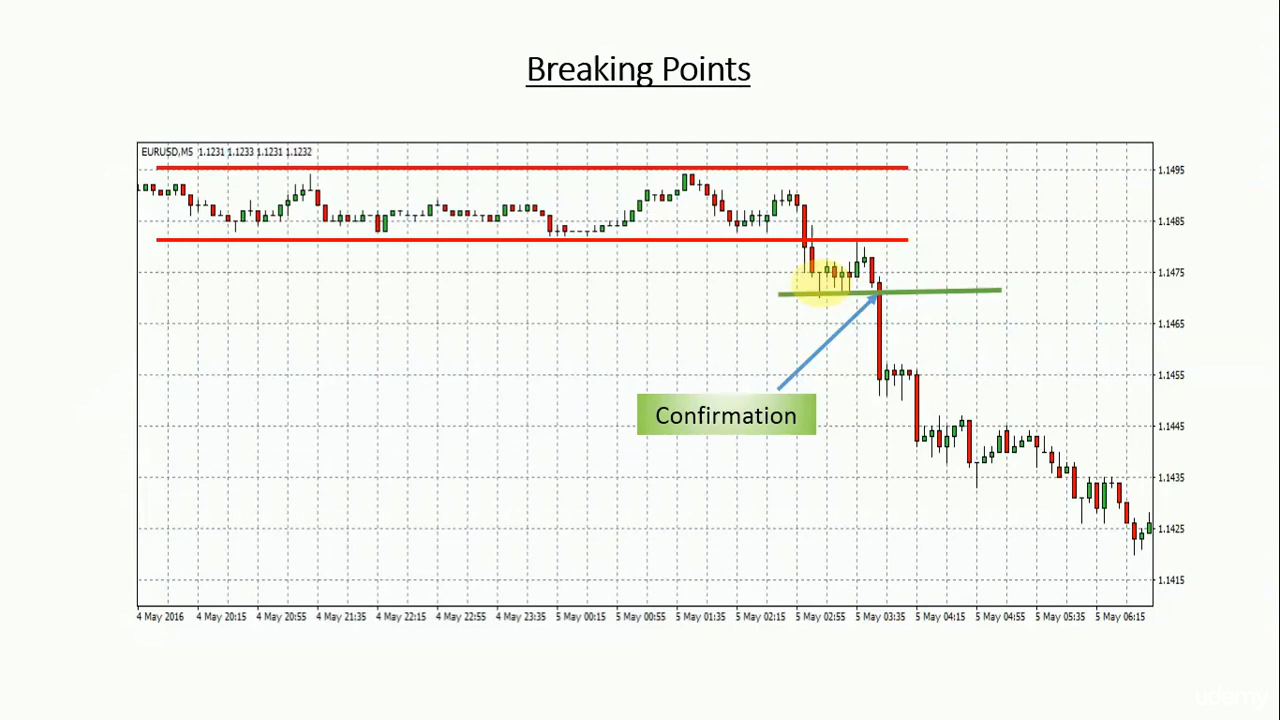 Breaking Points
EURUSD,M5 1.1231 1.1233 1.1231 1.1232
1.1495
1.1485
1.1475
1.1465
1.1455
Confirmation
1.1445
1.1435
1.1425
1.1415
4 May 2016 4 May 20:15 4 May 20:55 4 May 21:35 4 May 22:15 4 May 22:55 4 May 23:35 5 May 00:15 5 May 00:55 5 May 01:35 5 May 02:15 5 May 02:55 5 May 03:35 5 May 04:15 5 May 04:55 5 May 05:35 5 May 06:15
udemy